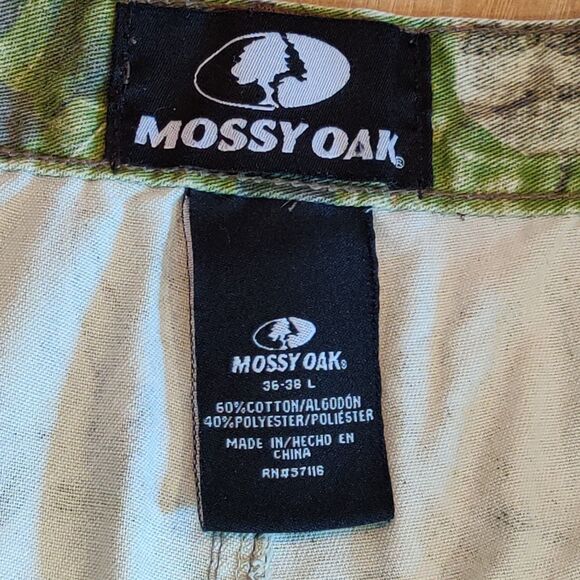 MOSSY OAK®
MOSSY OAK®
36-38 L
60%COTTON/ALGODÓN
40%POLYESTER/POLIÉSTER
MADE IN/HECHO EN
CHINA
RN#57116